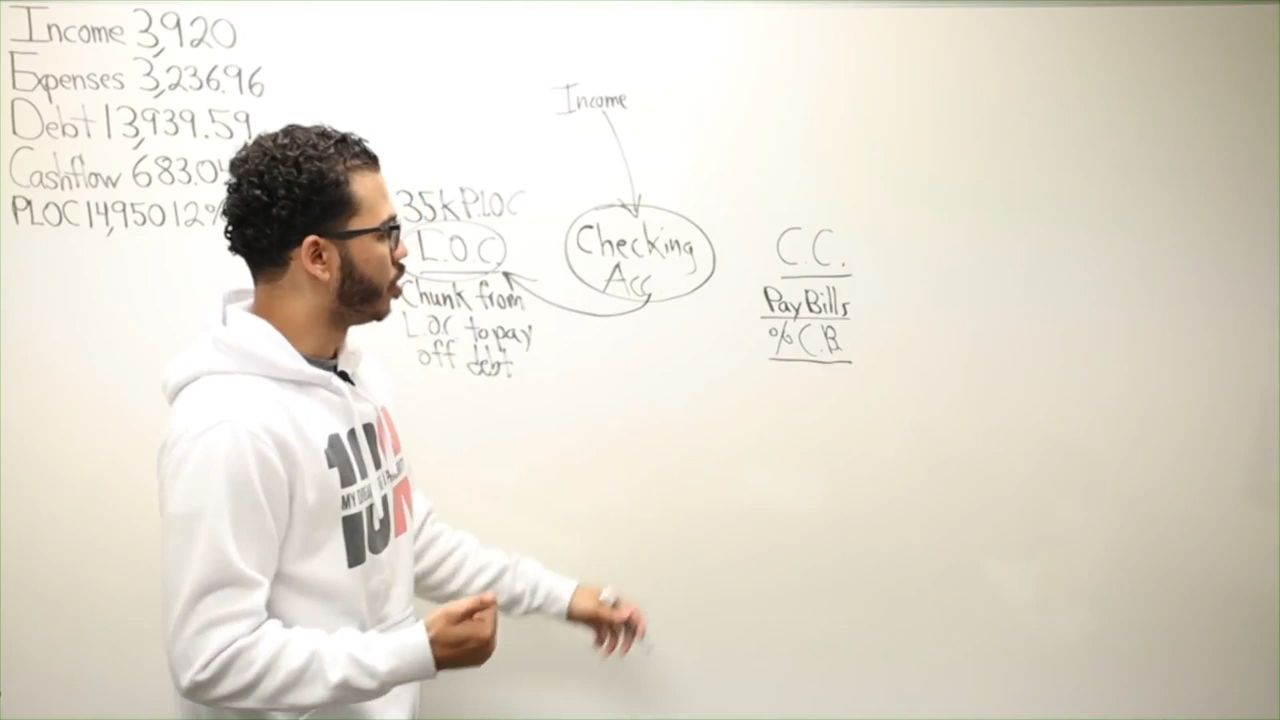 Income 3,920
Expenses 3,236.96
Debt 13,939.59
Cashflow 683.04
PLOC 14,950 12%
Income
35K PLOC
L.O.C
Chunk from
L.O.C to pay
off debt
Checking
Acc
C.C.
Pay Bills
% C.B.
MY